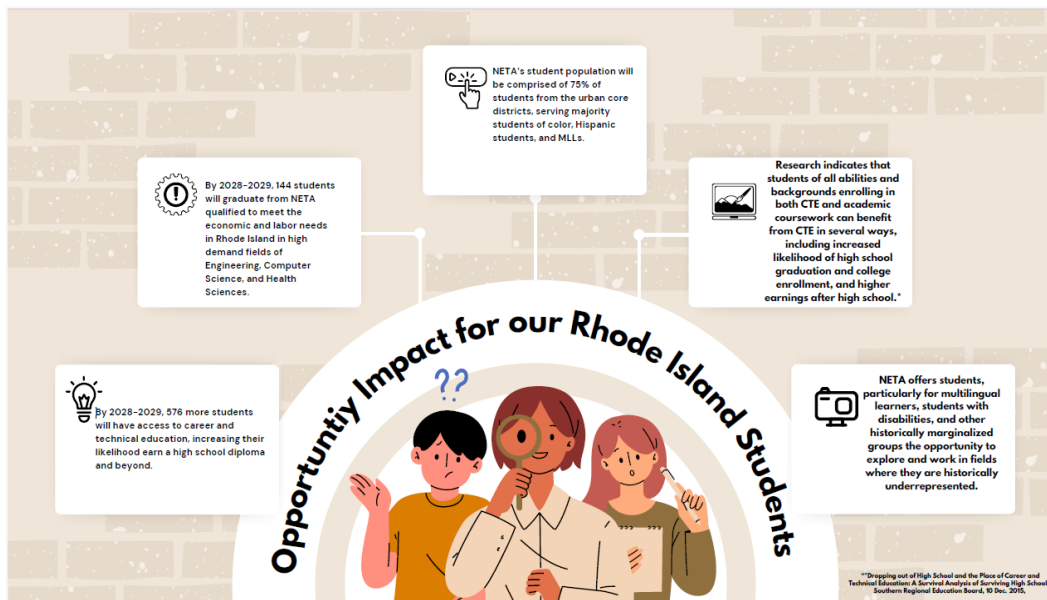 NETA's student population will
be comprised of 75% of
students from the urban core
districts, serving majority
students of color, Hispanic
students, and MLLs.
By 2028-2029, 144 students
will graduate from NETA
qualified to meet the
economic and labor needs
in Rhode Island in high
demand fields of
Engineering, Computer
Science, and Health
Sciences.
Research indicates that
students of all abilities and
backgrounds enrolling in
both CTE and academic
coursework can benefit
from CTE in several ways,
including increased
likelihood of high school
graduation and college
enrollment, and higher
earnings after high school.*
Opportuntiy Impact for our Rhode Island Students
??
By 2028-2029, 576 more students
will have access to career and
technical education, increasing their
likelihood earn a high school diploma
and beyond.
NETA offers students,
particularly for multilingual
learners, students with
disabilities, and other
historically marginalized
groups the opportunity to
explore and work in fields
where they are historically
underrepresented.
*"Dropping out of High School and the Place of Career and
Technical Education: A Survival Analysis of Surviving High School
Southern Regional Education Board, 10 Dec. 2015,